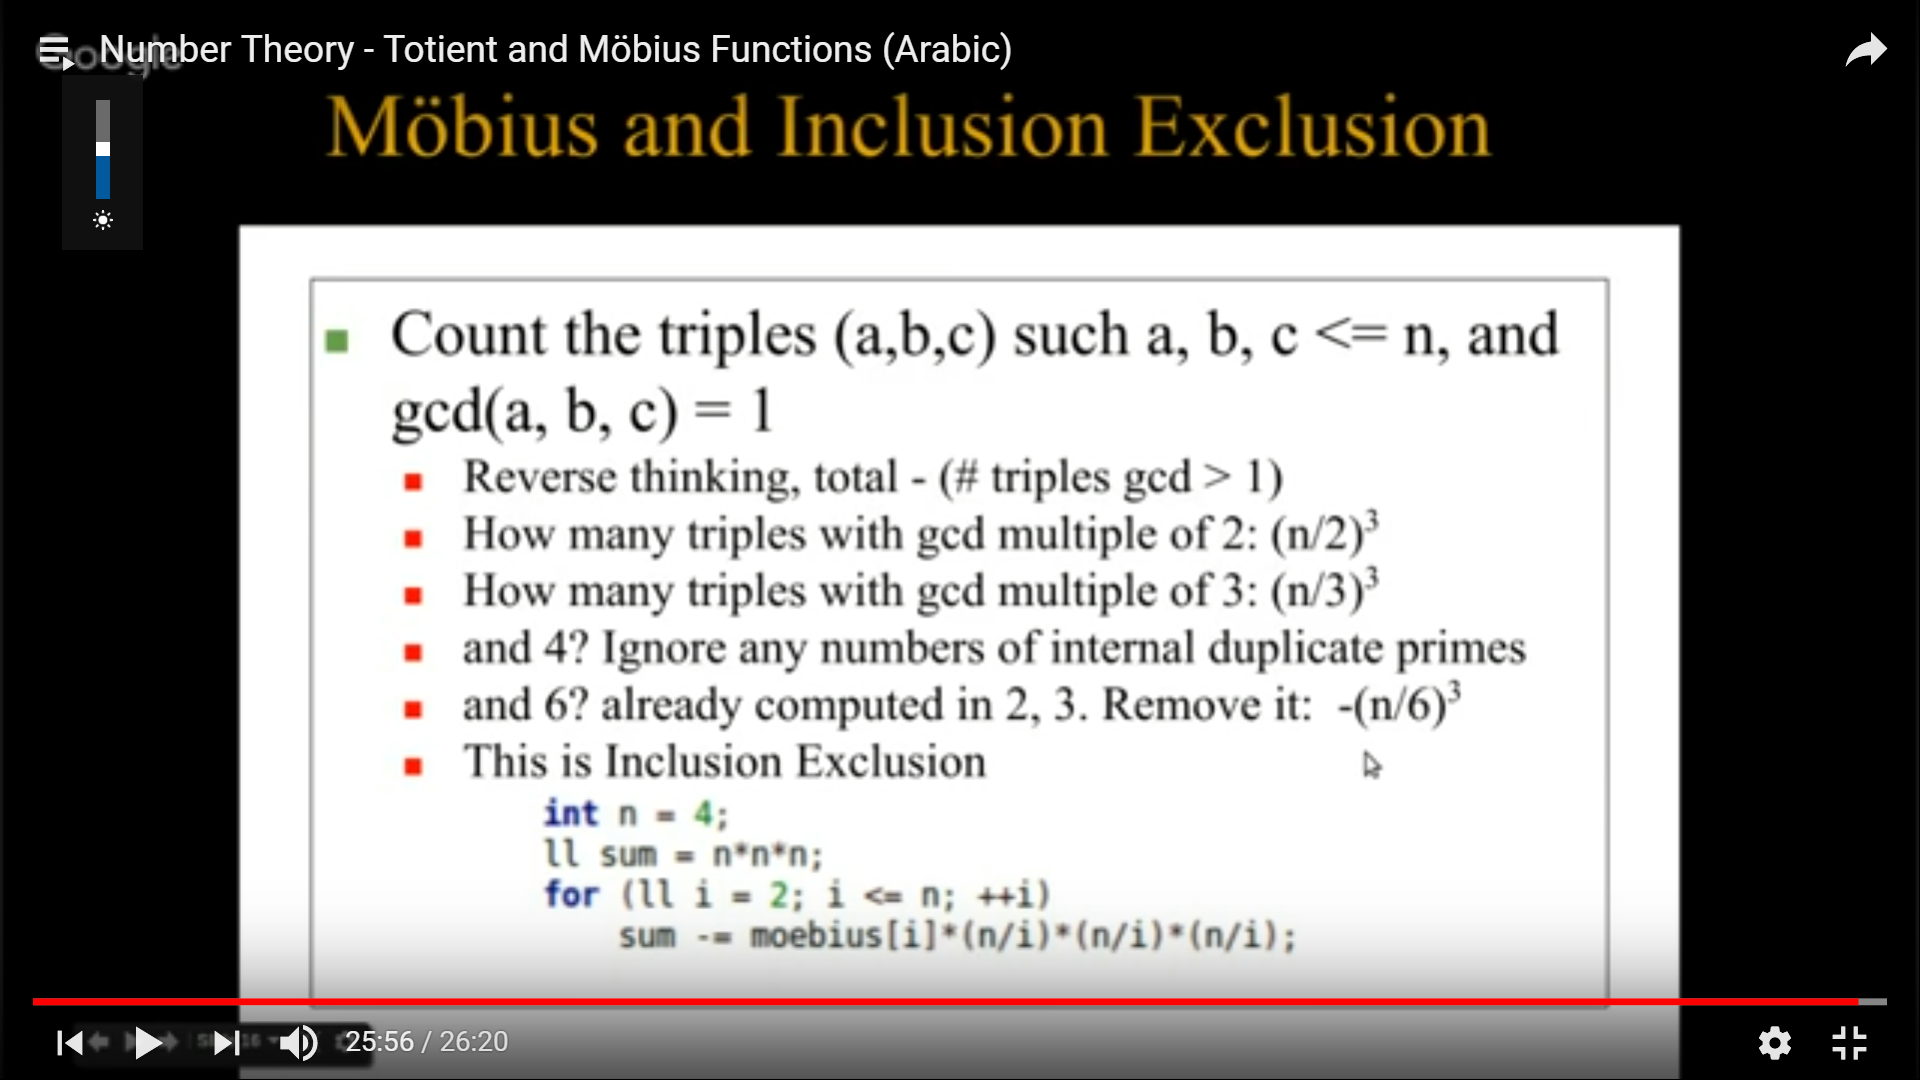 Number Theory - Totient and Möbius Functions (Arabic)
Google
Möbius and Inclusion Exclusion
Count the triples (a,b,c) such a, b, c <= n, and
gcd(a, b, c) = 1
Reverse thinking, total - (# triples gcd > 1)
How many triples with gcd multiple of 2: (n/2)³
How many triples with gcd multiple of 3: (n/3)³
and 4? Ignore any numbers of internal duplicate primes
and 6? already computed in 2, 3. Remove it: -(n/6)³
This is Inclusion Exclusion
int n = 4;
ll sum = n*n*n;
for (ll i = 2; i <= n; ++i)
sum -= moebius[i]*(n/i)*(n/i)*(n/i);
25:56 / 26:20